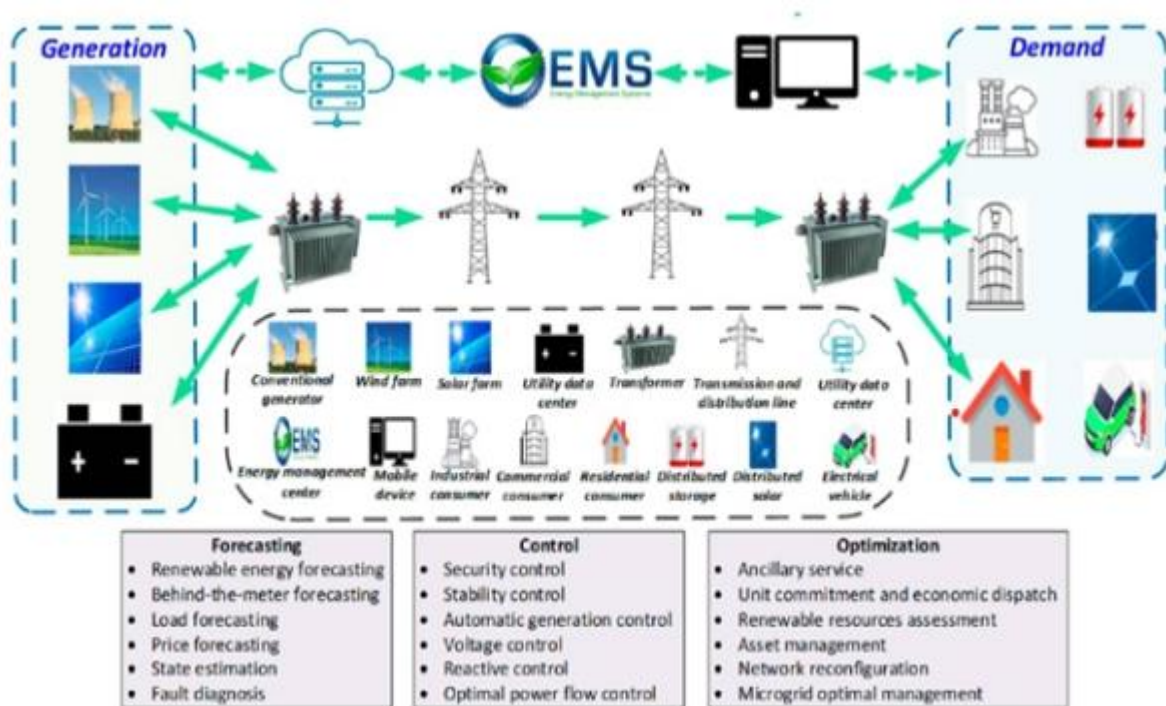 Generation
EMS
Energy Management Systems
Demand
Conventional generator
Wind farm
Solar farm
Utility data center
Transformer
Transmission and distribution line
Utility data center
EMS
Energy management center
Mobile device
Industrial consumer
Commercial consumer
Residential consumer
Distributed storage
Distributed solar
Electrical vehicle
Forecasting
• Renewable energy forecasting
• Behind-the-meter forecasting
• Load forecasting
• Price forecasting
• State estimation
• Fault diagnosis
Control
• Security control
• Stability control
• Automatic generation control
• Voltage control
• Reactive control
• Optimal power flow control
Optimization
• Ancillary service
• Unit commitment and economic dispatch
• Renewable resources assessment
• Asset management
• Network reconfiguration
• Microgrid optimal management